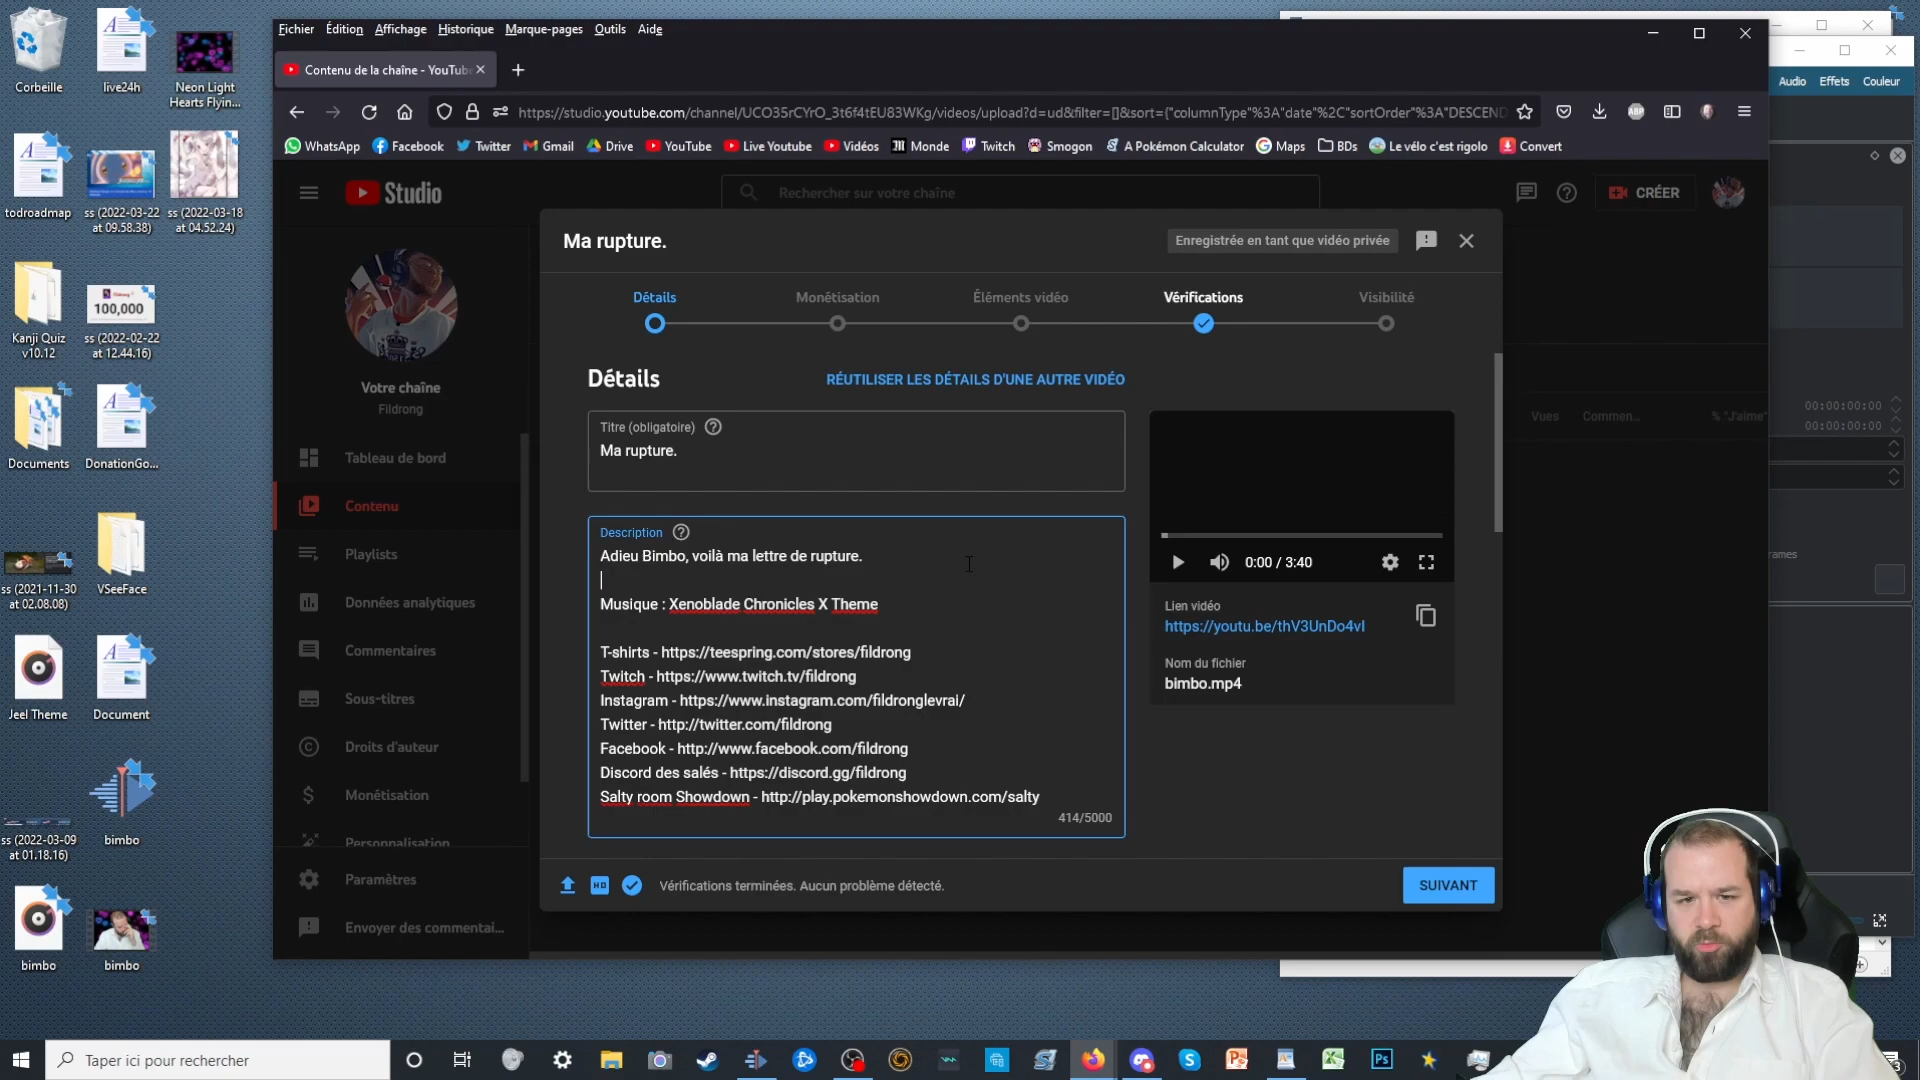 Fichier Édition Affichage Historique Marque-pages Outils Aide
Contenu de la chaîne - YouTube
https://studio.youtube.com/channel/UCO35rCYrO_3t6f4tEU83WKg/videos/upload?d=ud&filter=[]&sort={"columnType"%3A"date"%2C"sortOrder"%3A"DESCEND
WhatsApp Facebook Twitter Gmail Drive YouTube Live Youtube Vidéos Monde Twitch Smogon A Pokémon Calculator Maps BDs Le vélo c'est rigolo Convert
Audio Effets Couleur
Studio
Rechercher sur votre chaîne
CRÉER
Votre chaîne
Fildrong
Tableau de bord
Contenu
Playlists
Données analytiques
Commentaires
Sous-titres
Droits d'auteur
Monétisation
Personnalisation
Paramètres
Envoyer des commentai...
Ma rupture.
Enregistrée en tant que vidéo privée
Détails Monétisation Éléments vidéo Vérifications Visibilité
Détails
RÉUTILISER LES DÉTAILS D'UNE AUTRE VIDÉO
Titre (obligatoire)
Ma rupture.
Description
Adieu Bimbo, voilà ma lettre de rupture.
Musique : Xenoblade Chronicles X Theme
T-shirts - https://teespring.com/stores/fildrong
Twitch - https://www.twitch.tv/fildrong
Instagram - https://www.instagram.com/fildronglevrai/
Twitter - http://twitter.com/fildrong
Facebook - http://www.facebook.com/fildrong
Discord des salés - https://discord.gg/fildrong
Salty room Showdown - http://play.pokemonshowdown.com/salty
414/5000
0:00 / 3:40
Lien vidéo
https://youtu.be/thV3UnDo4vI
Nom du fichier
bimbo.mp4
Vérifications terminées. Aucun problème détecté.
SUIVANT
Vues Commen... % "J'aime"
00:00:00:00
00:00:00:00
rames
Corbeille
live24h
Neon Light
Hearts Flyin...
todroadmap
ss (2022-03-22
at 09.58.38)
ss (2022-03-18
at 04.52.24)
100,000
Kanji Quiz
v10.12
ss (2022-02-22
at 12.44.16)
Documents
DonationGo...
ss (2021-11-30
at 02.08.08)
VSeeFace
Jeel Theme
Document
ss (2022-03-09
at 01.18.16)
bimbo
bimbo
bimbo
Taper ici pour rechercher